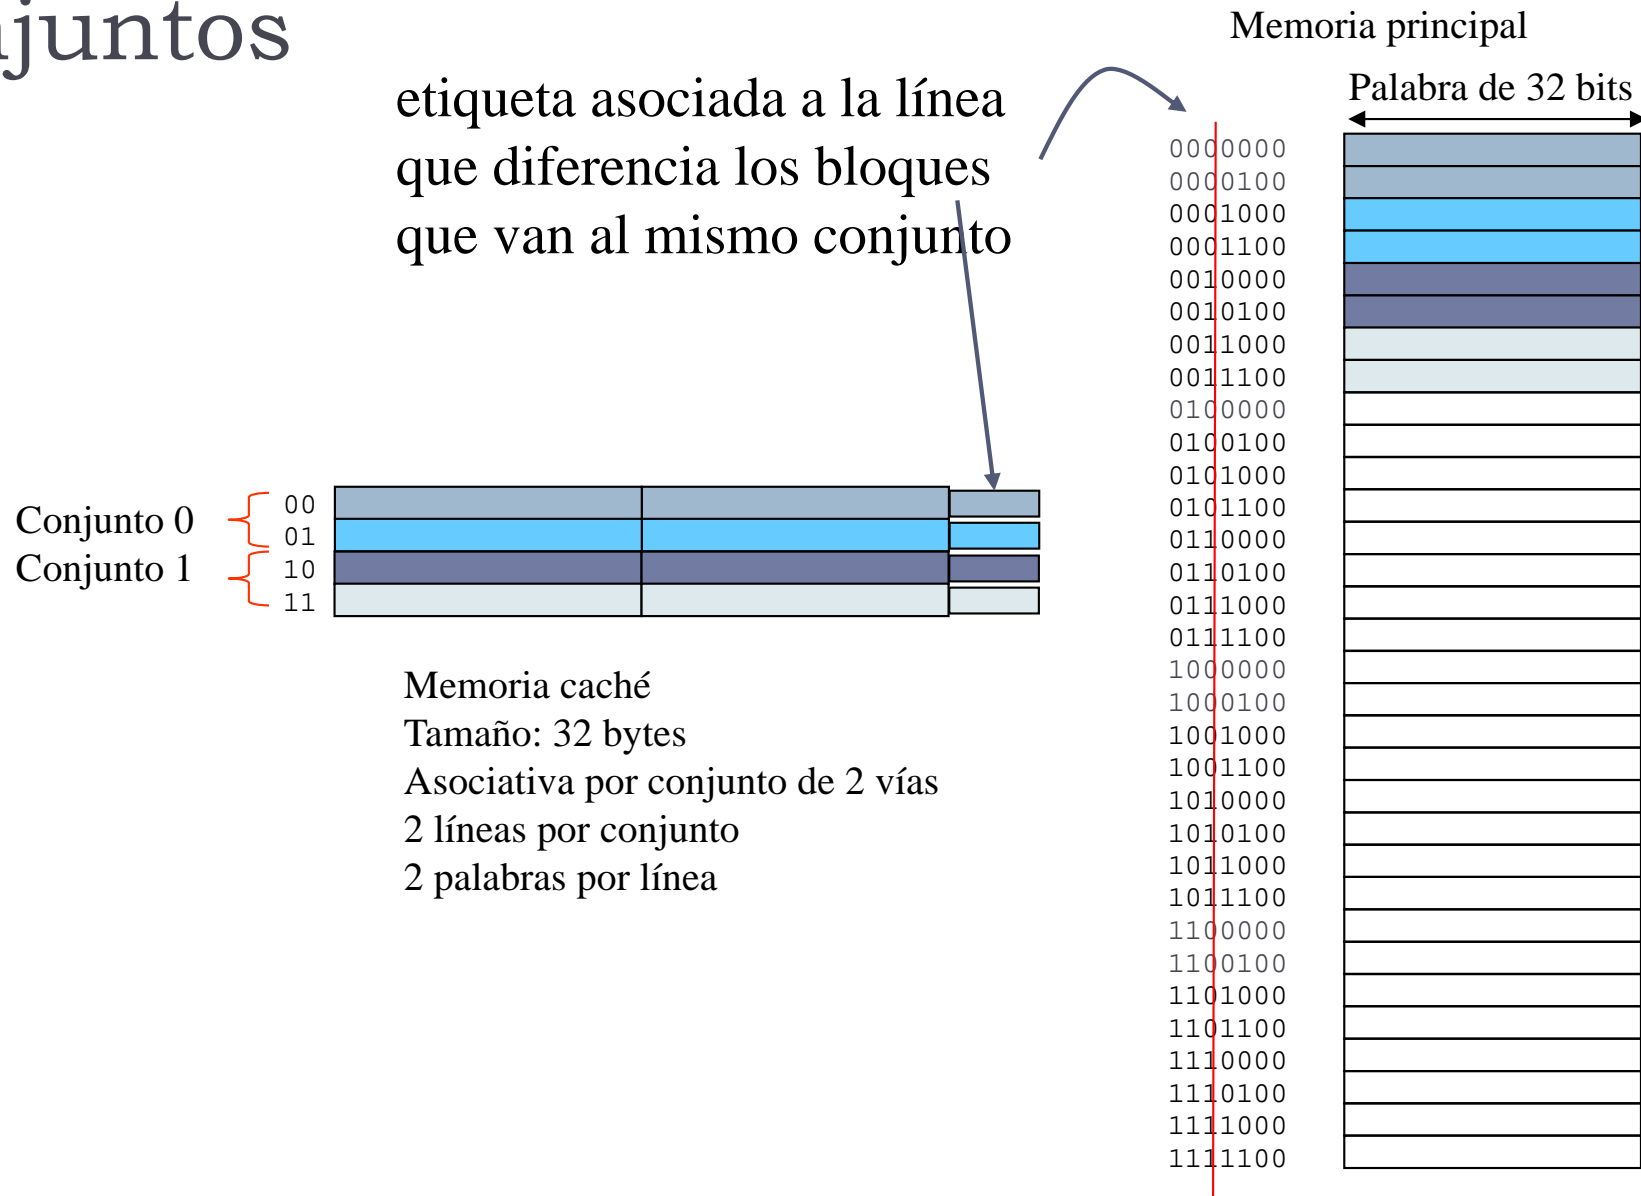 njuntos
Memoria principal
Palabra de 32 bits
etiqueta asociada a la línea
que diferencia los bloques
que van al mismo conjunto
0000000
0000100
0001000
0001100
0010000
0010100
0011000
0011100
0100000
0100100
0101000
0101100
0110000
0110100
0111000
0111100
1000000
1000100
1001000
1001100
1010000
1010100
1011000
1011100
1100000
1100100
1101000
1101100
1110000
1110100
1111000
1111100
Conjunto 0
Conjunto 1
00
01
10
11
Memoria caché
Tamaño: 32 bytes
Asociativa por conjunto de 2 vías
2 líneas por conjunto
2 palabras por línea